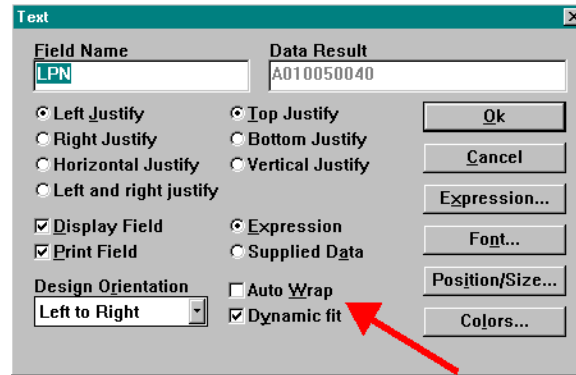 Text
Field Name Data Result
LPN A010050040
Left Justify Top Justify Ok
Right Justify Bottom Justify
Horizontal Justify Vertical Justify Cancel
Left and right justify Expression...
Display Field Expression
Print Field Supplied Data Font...
Design Orientation Auto Wrap Position/Size...
Left to Right Dynamic fit Colors...